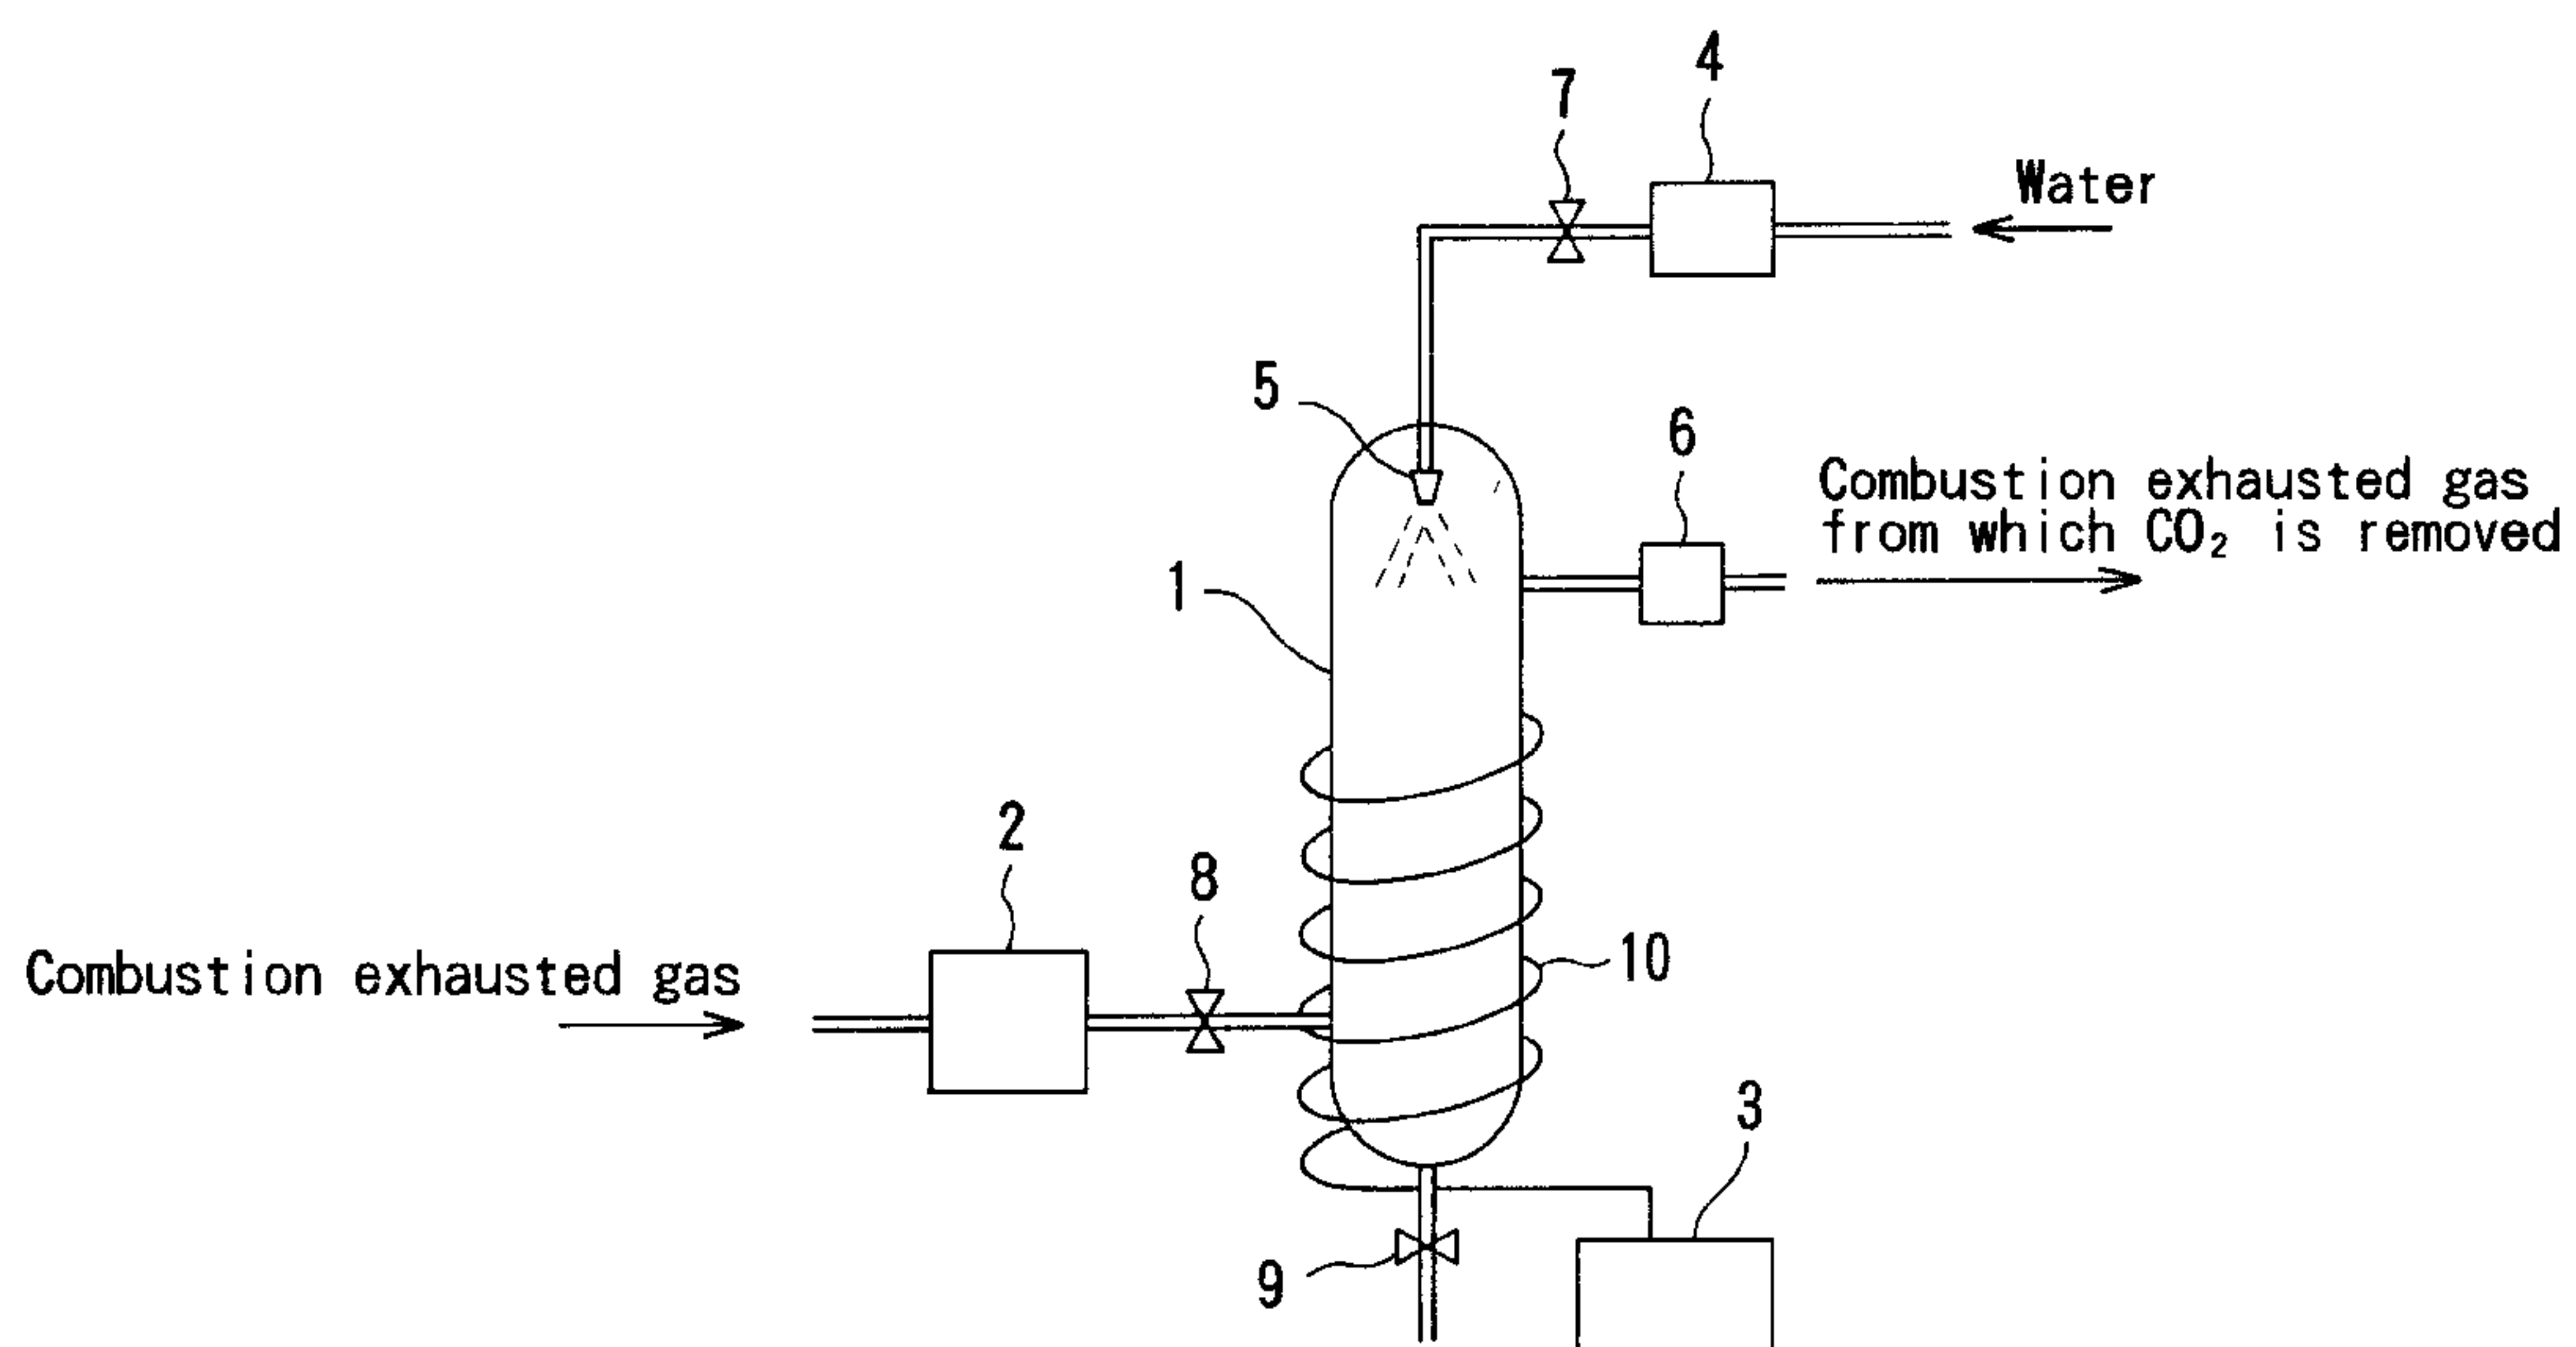 4
7
Water
5
6
Combustion exhausted gas
from which CO₂ is removed
1
2
8
10
Combustion exhausted gas
3
9